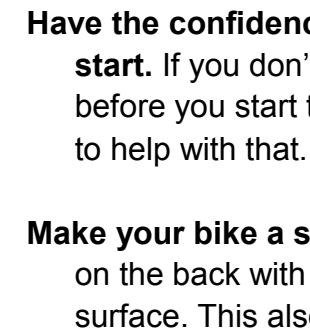 Have the confidenc
start. If you don'
before you start t
to help with that.
Make your bike a s
on the back with
surface. This als